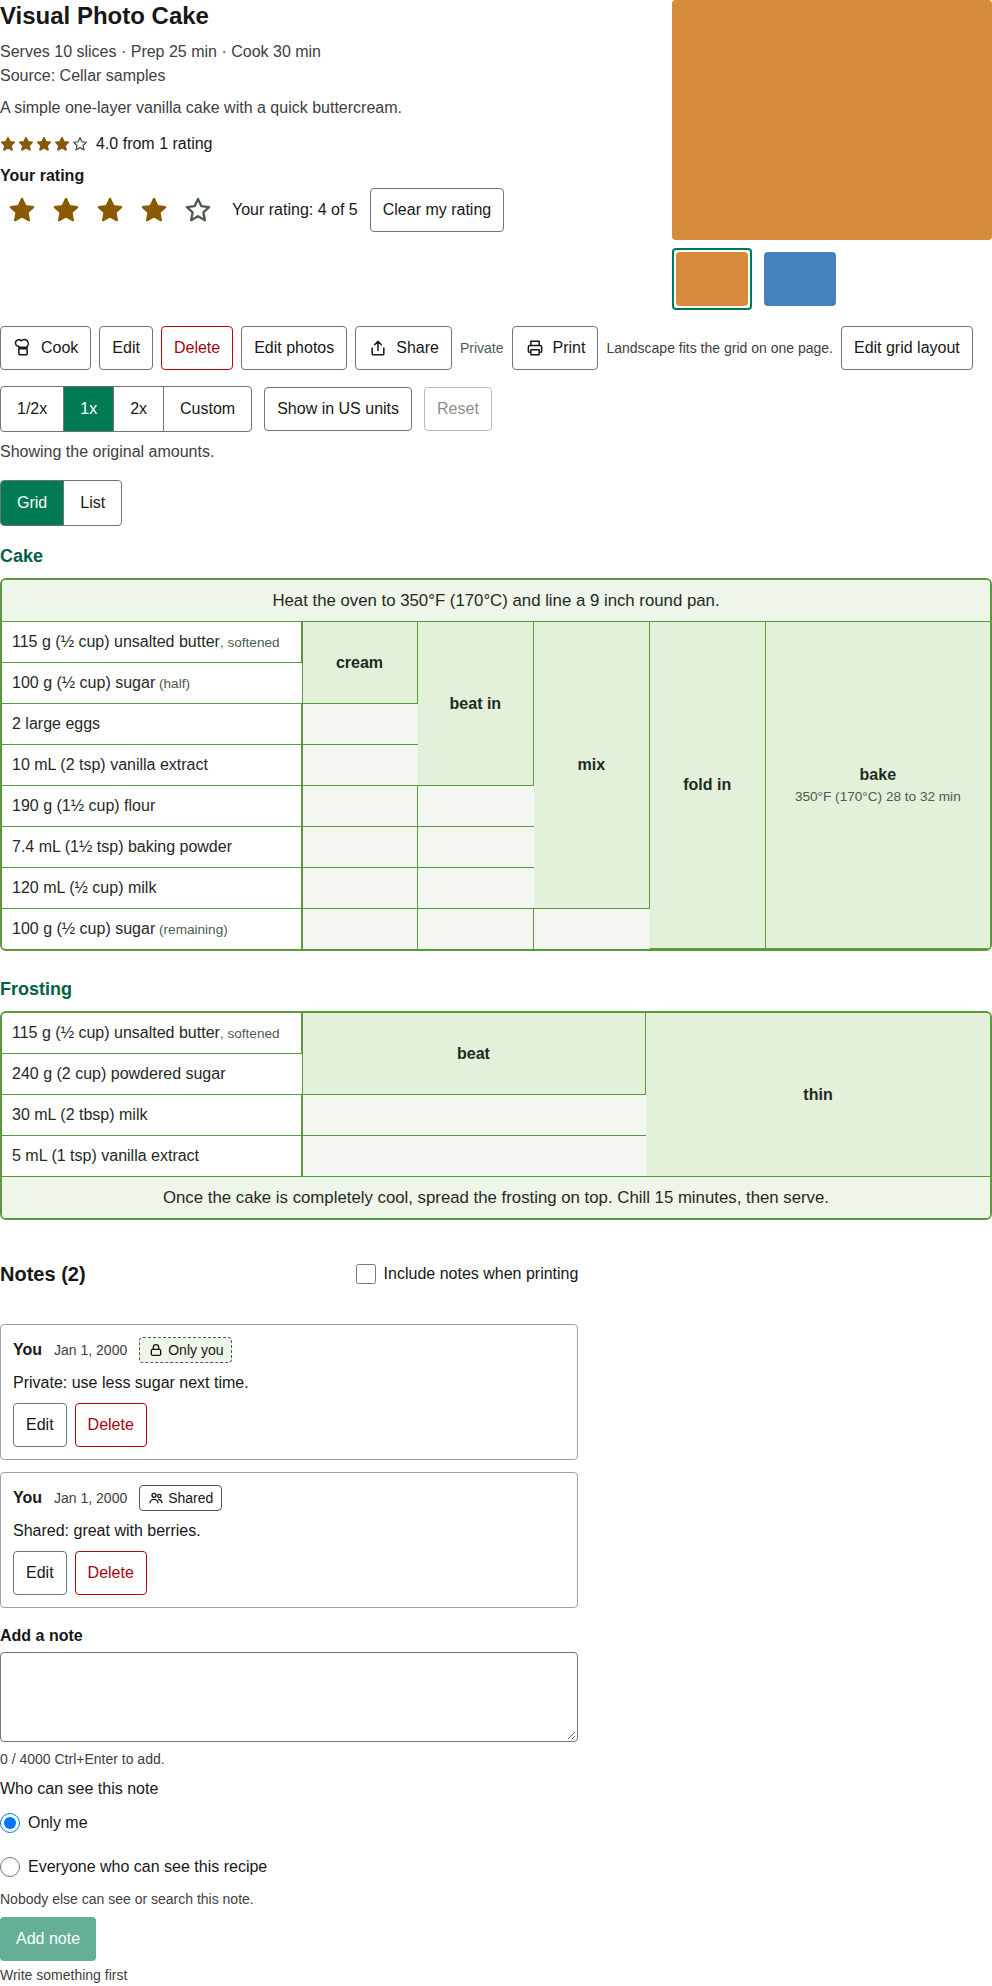 Visual Photo Cake
Serves 10 slices · Prep 25 min · Cook 30 min
Source: Cellar samples
A simple one-layer vanilla cake with a quick buttercream.
4.0 from 1 rating
Your rating
Your rating: 4 of 5
Clear my rating
Cook
Edit
Delete
Edit photos
Share
Private
Print
Landscape fits the grid on one page.
Edit grid layout
1/2x
1x
2x
Custom
Show in US units
Reset
Showing the original amounts.
Grid
List
Cake
Heat the oven to 350°F (170°C) and line a 9 inch round pan.
115 g (½ cup) unsalted butter, softened
100 g (½ cup) sugar (half)
2 large eggs
10 mL (2 tsp) vanilla extract
190 g (1½ cup) flour
7.4 mL (1½ tsp) baking powder
120 mL (½ cup) milk
100 g (½ cup) sugar (remaining)
cream
beat in
mix
fold in
bake
350°F (170°C) 28 to 32 min
Frosting
115 g (½ cup) unsalted butter, softened
240 g (2 cup) powdered sugar
30 mL (2 tbsp) milk
5 mL (1 tsp) vanilla extract
beat
thin
Once the cake is completely cool, spread the frosting on top. Chill 15 minutes, then serve.
Notes (2)
Include notes when printing
You Jan 1, 2000 Only you
Private: use less sugar next time.
Edit
Delete
You Jan 1, 2000 Shared
Shared: great with berries.
Edit
Delete
Add a note
0 / 4000 Ctrl+Enter to add.
Who can see this note
Only me
Everyone who can see this recipe
Nobody else can see or search this note.
Add note
Write something first